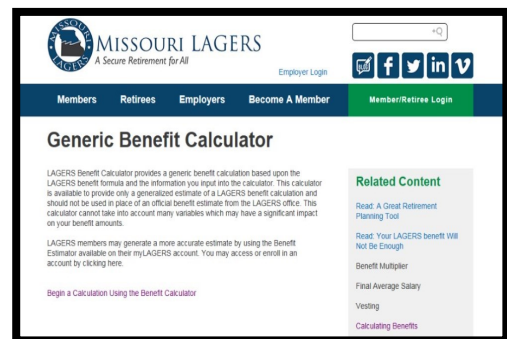 MISSOURI LAGERS
A Secure Retirement for All
MISSOURI
LAGERS
Employer Login
Members Retirees Employers Become A Member Member/Retiree Login
Generic Benefit Calculator
LAGERS Benefit Calculator provides a generic benefit calculation based upon the
LAGERS benefit formula and the information you input into the calculator. This calculator
is available to provide only a generalized estimate of a LAGERS benefit calculation and
should not be used in place of an official benefit estimate from the LAGERS office. This
calculator cannot take into account many variables which may have a significant impact
on your benefit amounts.
LAGERS members may generate a more accurate estimate by using the Benefit
Estimator available on their myLAGERS account. You may access or enroll in an
account by clicking here.
Begin a Calculation Using the Benefit Calculator
Related Content
Read: A Great Retirement
Planning Tool
Read: Your LAGERS benefit Will
Not Be Enough
Benefit Multiplier
Final Average Salary
Vesting
Calculating Benefits